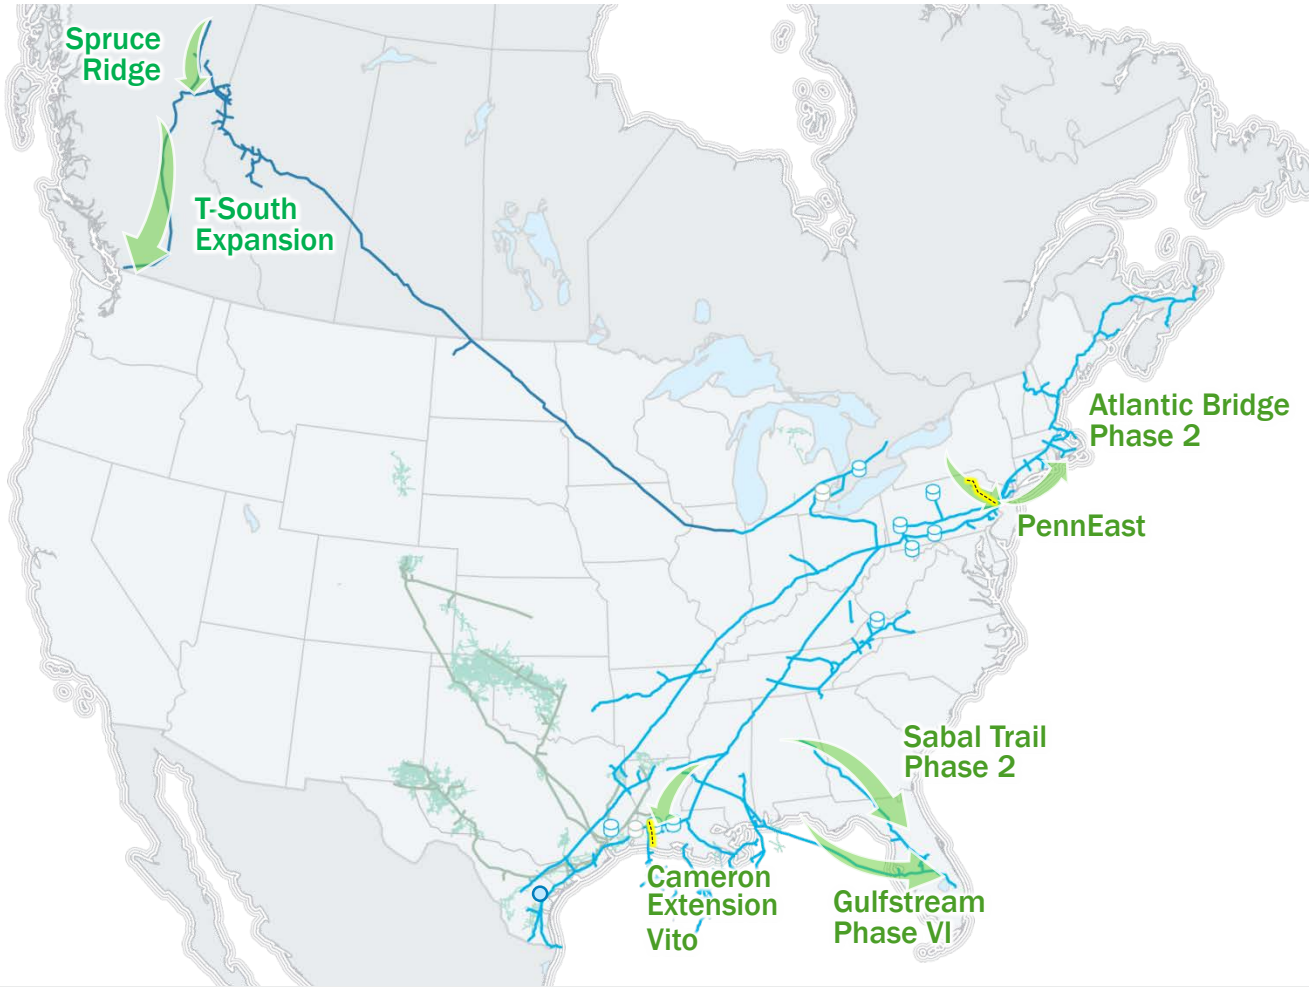 Spruce
Ridge
T-South
Expansion
Atlantic Bridge
Phase 2
PennEast
Sabal Trail
Phase 2
Cameron
Extension
Vito
Gulfstream
Phase VI